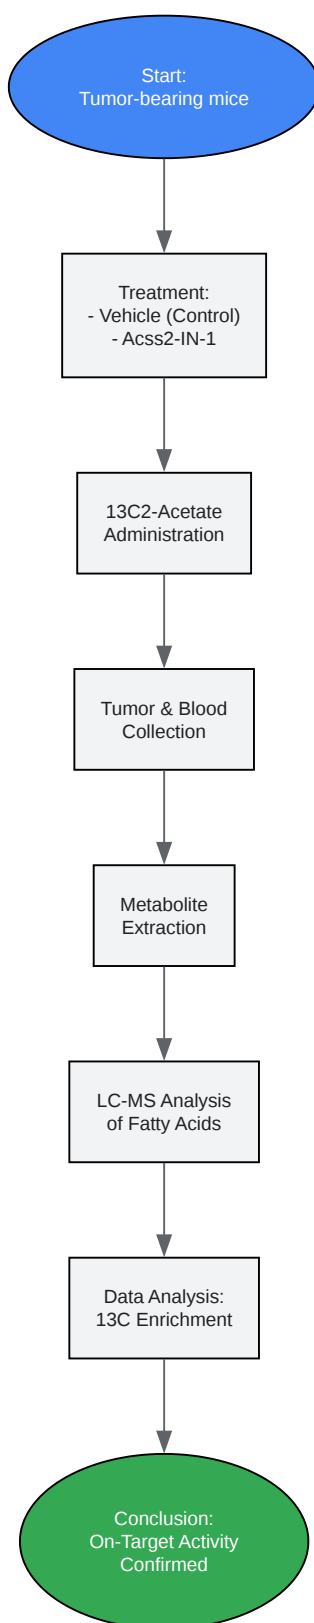 Start:
Tumor-bearing mice
Treatment:
- Vehicle (Control)
- Acss2-IN-1
13C2-Acetate
Administration
Tumor & Blood
Collection
Metabolite
Extraction
LC-MS Analysis
of Fatty Acids
Data Analysis:
13C Enrichment
Conclusion:
On-Target Activity
Confirmed